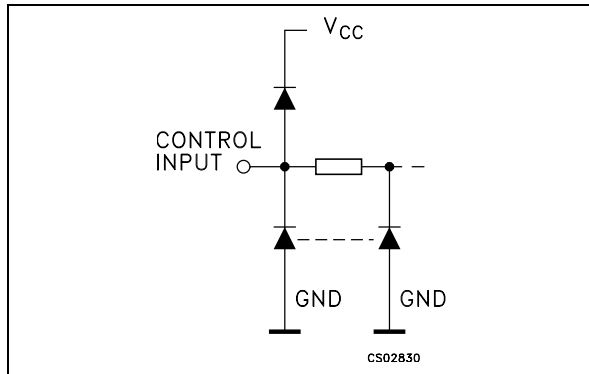 VCC
CONTROL
INPUT
GND
GND
CS02830